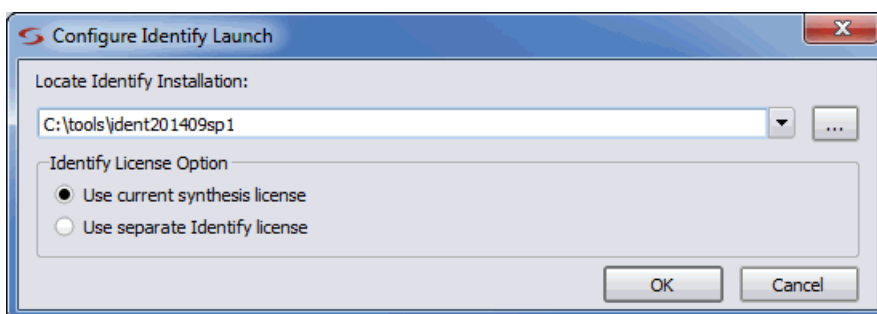 Configure Identify Launch
Locate Identify Installation:
C:\tools\ident201409sp1
...
Identify License Option
Use current synthesis license
Use separate Identify license
OK Cancel